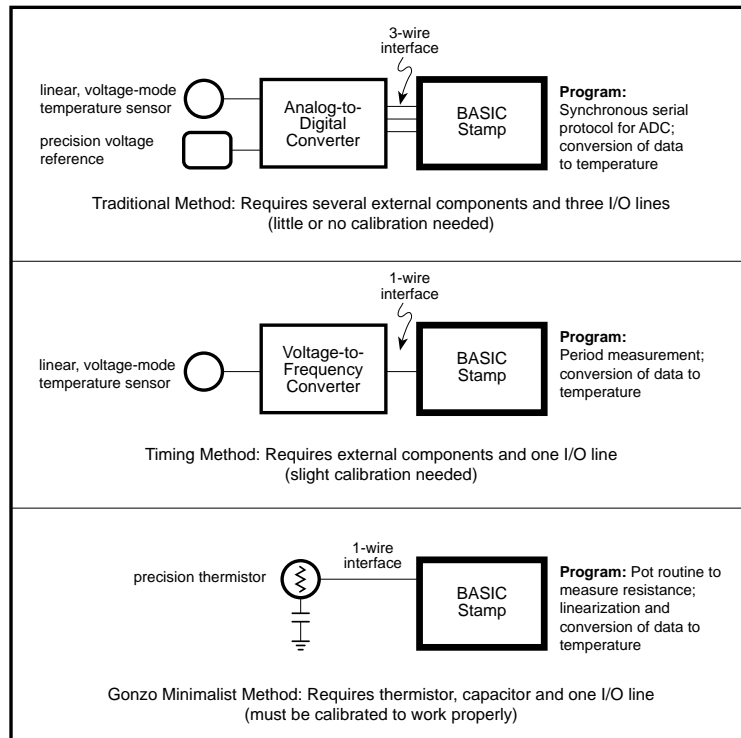 3-wire
interface
linear, voltage-mode
temperature sensor
precision voltage
reference
Analog-to-
Digital
Converter
BASIC
Stamp
Program:
Synchronous serial
protocol for ADC;
conversion of data
to temperature
Traditional Method: Requires several external components and three I/O lines
(little or no calibration needed)
1-wire
interface
linear, voltage-mode
temperature sensor
Voltage-to-
Frequency
Converter
BASIC
Stamp
Program:
Period measurement;
conversion of data to
temperature
Timing Method: Requires external components and one I/O line
(slight calibration needed)
1-wire
interface
precision thermistor
BASIC
Stamp
Program: Pot routine to
measure resistance;
linearization and
conversion of data to
temperature
Gonzo Minimalist Method: Requires thermistor, capacitor and one I/O line
(must be calibrated to work properly)